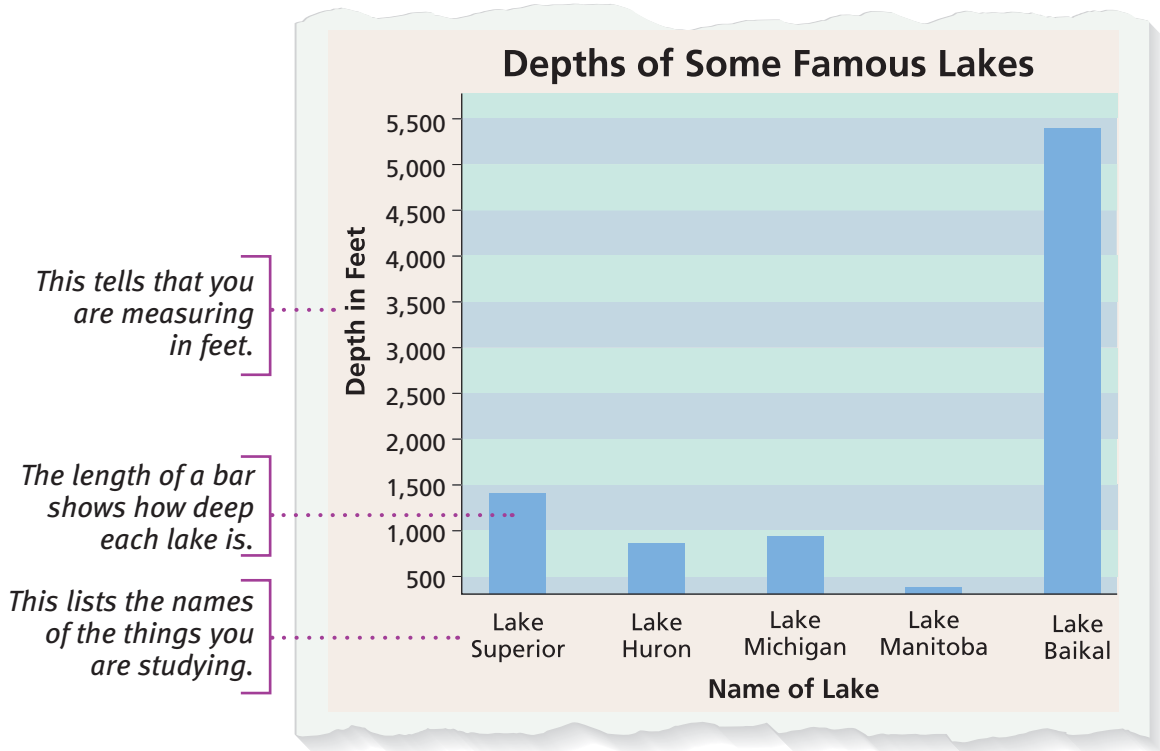 Depths of Some Famous Lakes
5,500
5,000
4,500
4,000
3,500
3,000
2,500
2,000
1,500
1,000
500
Depth in Feet
This tells that you
are measuring
in feet.
The length of a bar
shows how deep
each lake is.
This lists the names
of the things you
are studying.
Lake
Superior
Lake
Huron
Lake
Michigan
Lake
Manitoba
Lake
Baikal
Name of Lake